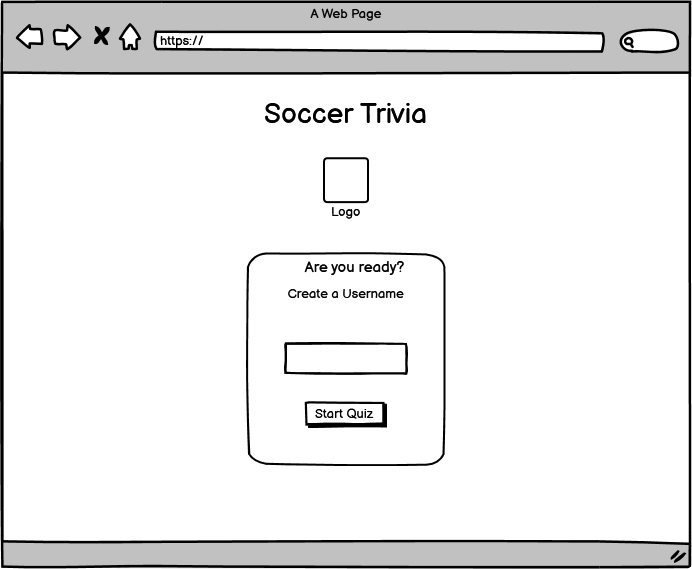 A Web Page
https://
Soccer Trivia
Logo
Are you ready?
Create a Username
Start Quiz